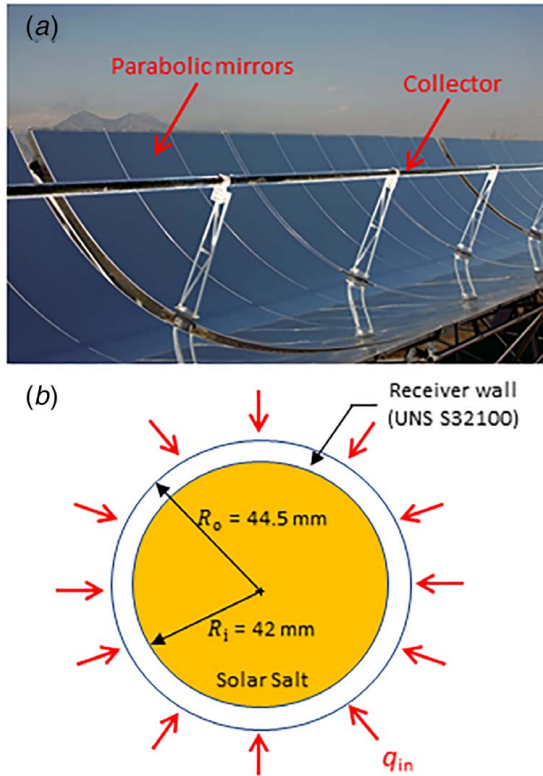 (a)
Parabolic mirrors
Collector
(b)
Receiver wall
(UNS S32100)
Rₒ = 44.5 mm
Rᵢ = 42 mm
Solar Salt
qᵢₙ